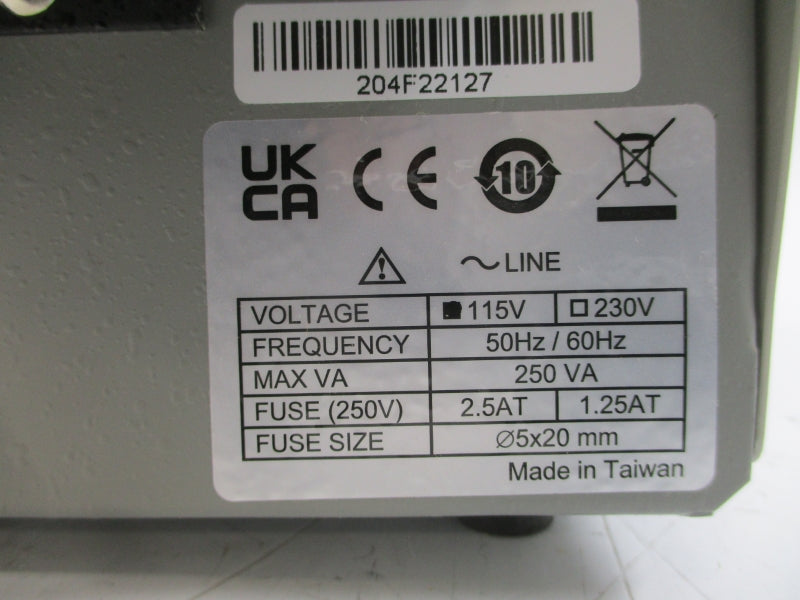 204F22127
UK
CA
CE
10
～LINE
VOLTAGE ■ 115V □ 230V
FREQUENCY 50Hz / 60Hz
MAX VA 250 VA
FUSE (250V) 2.5AT 1.25AT
FUSE SIZE Ø5x20 mm
Made in Taiwan